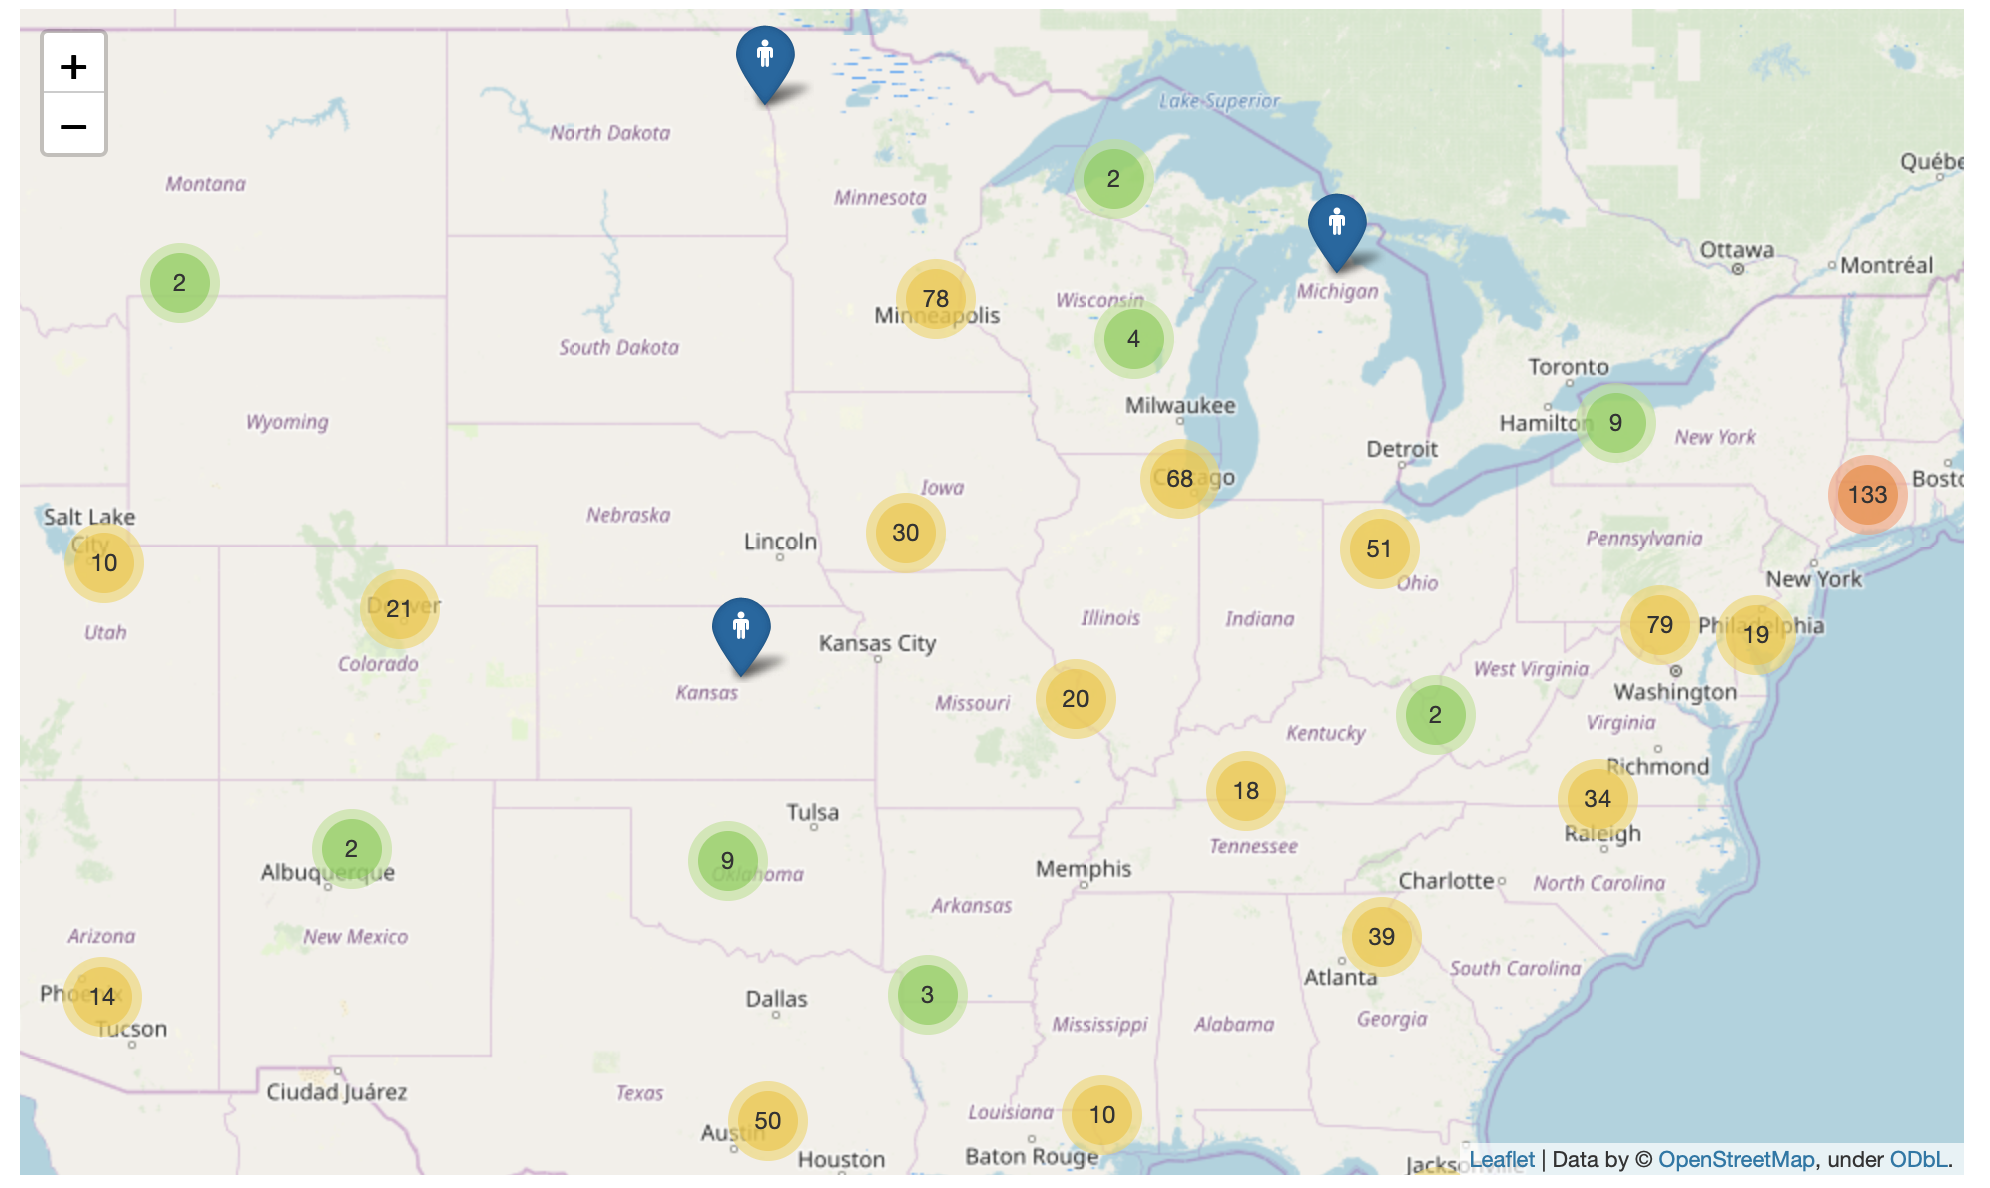 +
−
Lake Superior
North Dakota
Québe
2
Montana
Minnesota
Ottawa
Montréal
2
Michigan
78
Wisconsin
Minneapolis
4
South Dakota
Toronto
Milwaukee
Wyoming
Hamilton
9
New York
Detroit
68
Chicago
Bosto
Iowa
133
Salt Lake
City
Nebraska
30
Lincoln
51
Pennsylvania
10
Ohio
New York
21
Denver
Illinois
Indiana
79
Philadelphia
19
Utah
Kansas City
Colorado
West Virginia
Kansas
Missouri
20
Washington
2
Virginia
Kentucky
Richmond
18
34
Tulsa
Raleigh
2
Tennessee
9
Oklahoma
Albuquerque
Memphis
Charlotte
North Carolina
Arkansas
Arizona
New Mexico
39
Atlanta
South Carolina
Phoenix
14
Dallas
3
Tucson
Mississippi
Alabama
Georgia
Ciudad Juárez
Texas
Louisiana
10
50
Austin
Houston
Baton Rouge
Jacksonville
Leaflet | Data by © OpenStreetMap, under ODbL.